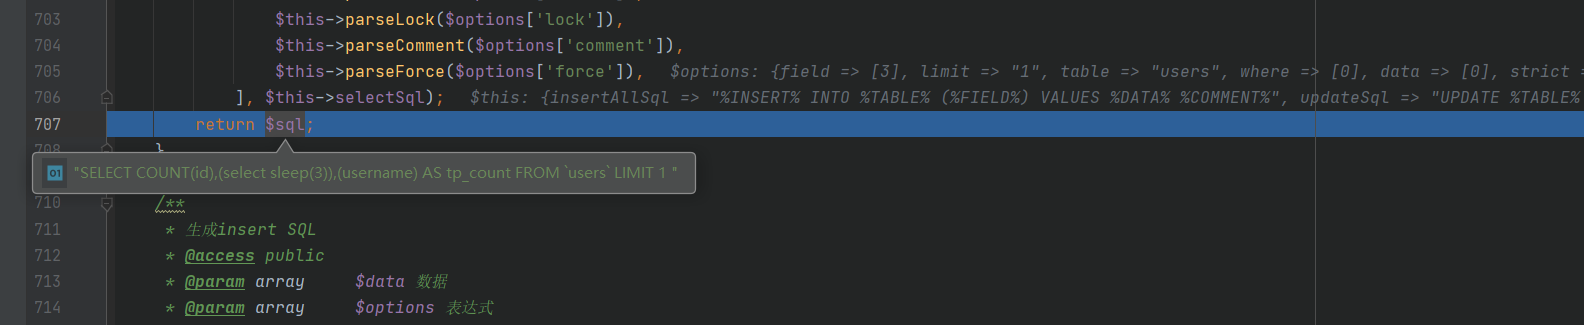 703 $this->parseLock($options['lock']),
704 $this->parseComment($options['comment']),
705 $this->parseForce($options['force']), $options: {field => [3], limit => "1", table => "users", where => [0], data => [0], strict =
706 ], $this->selectSql); $this: {insertAllSql => "%INSERT% INTO %TABLE% (%FIELD%) VALUES %DATA% %COMMENT%", updateSql => "UPDATE %TABLE%
707 return $sql;
708 }
01 "SELECT COUNT(id),(select sleep(3)),(username) AS tp_count FROM `users` LIMIT 1 "
710 /**
711 * 生成insert SQL
712 * @access public
713 * @param array $data 数据
714 * @param array $options 表达式